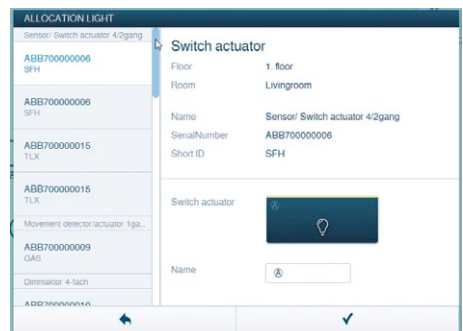 ALLOCATION LIGHT
Sensor/ Switch actuator 4/2gang
ABB700000006
SFH
ABB700000006
SFH
ABB700000015
TLX
ABB700000015
TLX
Movement detector/actuator 1ga...
ABB700000009
GAS
Dimmaktor 4-fach
ABB700000010
Switch actuator
Floor 1. floor
Room Livingroom
Name Sensor/ Switch actuator 4/2gang
SerialNumber ABB700000006
Short ID SFH
Switch actuator A
Name A